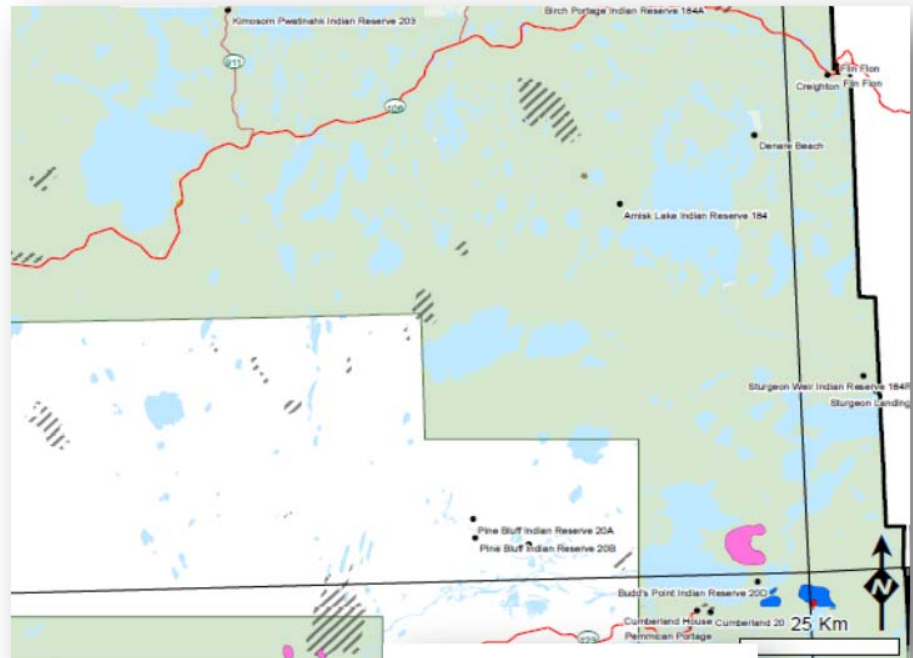 Kimosom Pwatinahk Indian Reserve 203
Birch Portage Indian Reserve 184A
911
106
Flin Flon
Creighton
Flin Flon
Denare Beach
Amisk Lake Indian Reserve 184
Sturgeon Weir Indian Reserve 184F
Sturgeon Landing
Pine Bluff Indian Reserve 20A
Pine Bluff Indian Reserve 20B
Budd's Point Indian Reserve 20D
Cumberland House
Cumberland 20
Pemmican Portage
123
N
25 Km